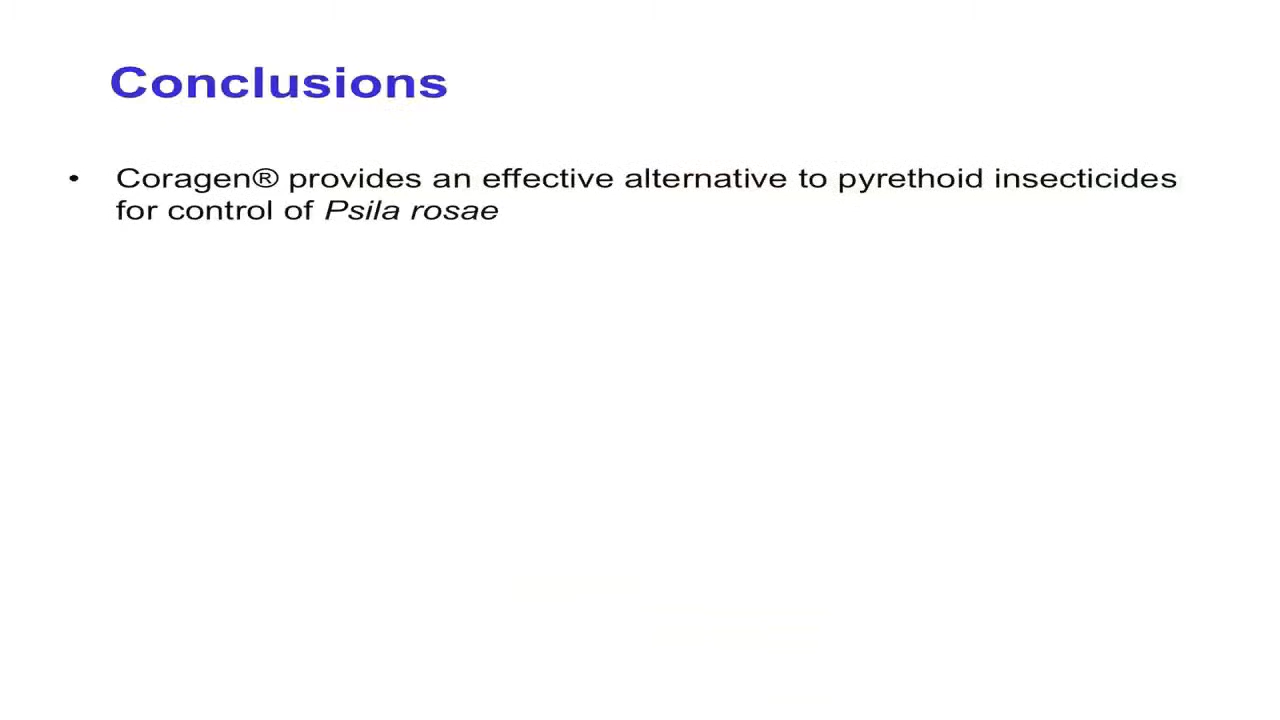 Conclusions
• Coragen® provides an effective alternative to pyrethoid insecticides
for control of Psila rosae